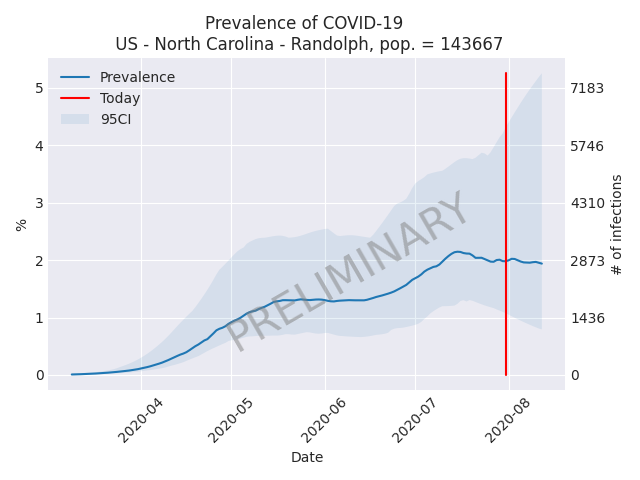 Prevalence of COVID-19
US - North Carolina - Randolph, pop. = 143667
Prevalence
Today
95CI
5
4
3
2
1
0
%
7183
5746
4310
2873
1436
0
# of infections
PRELIMINARY
2020-04
2020-05
2020-06
2020-07
2020-08
Date